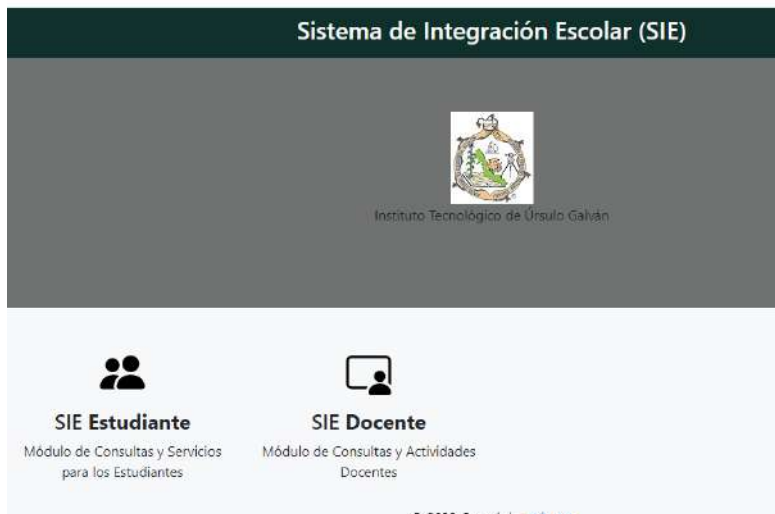 Sistema de Integración Escolar (SIE)
Instituto Tecnológico de Úrsulo Galván
SIE Estudiante
Módulo de Consultas y Servicios
para los Estudiantes
SIE Docente
Módulo de Consultas y Actividades
Docentes